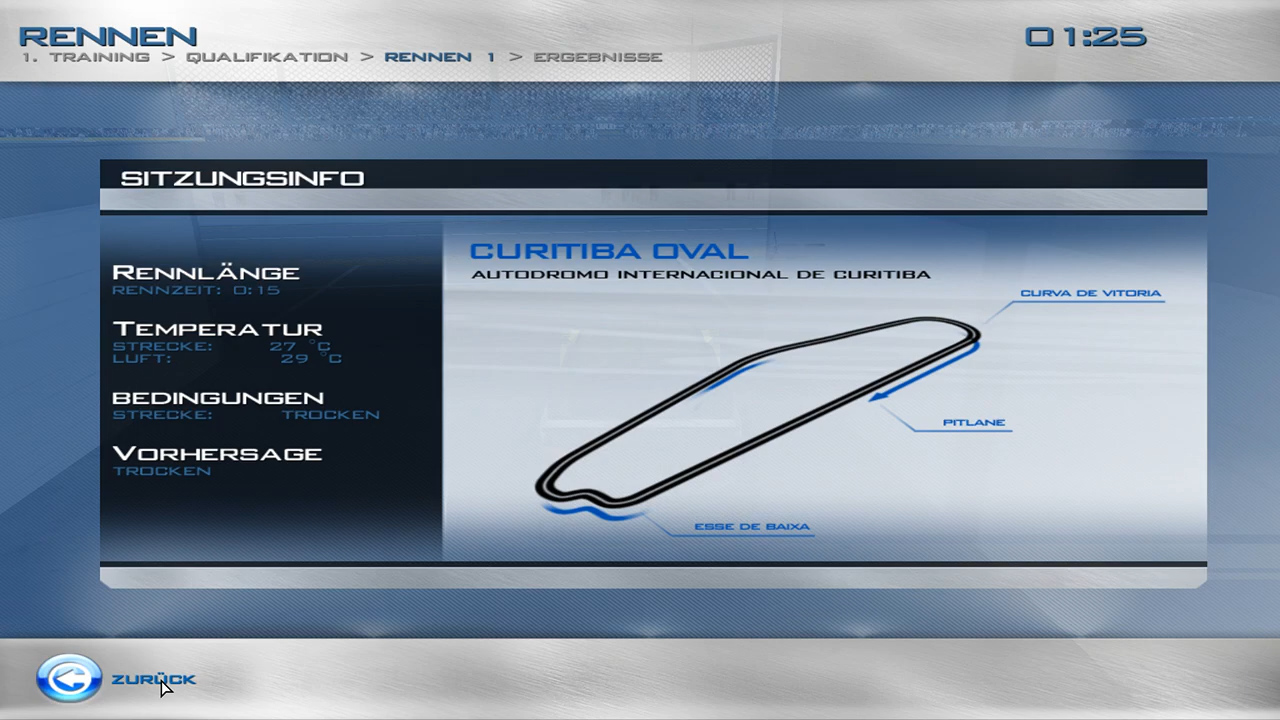 RENNEN
01:25
1. TRAINING > QUALIFIKATION > RENNEN 1 > ERGEBNISSE
SITZUNGSINFO
CURITIBA OVAL
AUTODROMO INTERNACIONAL DE CURITIBA
RENNLÄNGE
RENNZEIT: 0:15
TEMPERATUR
STRECKE: 27 °C
LUFT: 29 °C
BEDINGUNGEN
STRECKE: TROCKEN
VORHERSAGE
TROCKEN
CURVA DE VITORIA
PITLANE
ESSE DE BAIXA
ZURÜCK